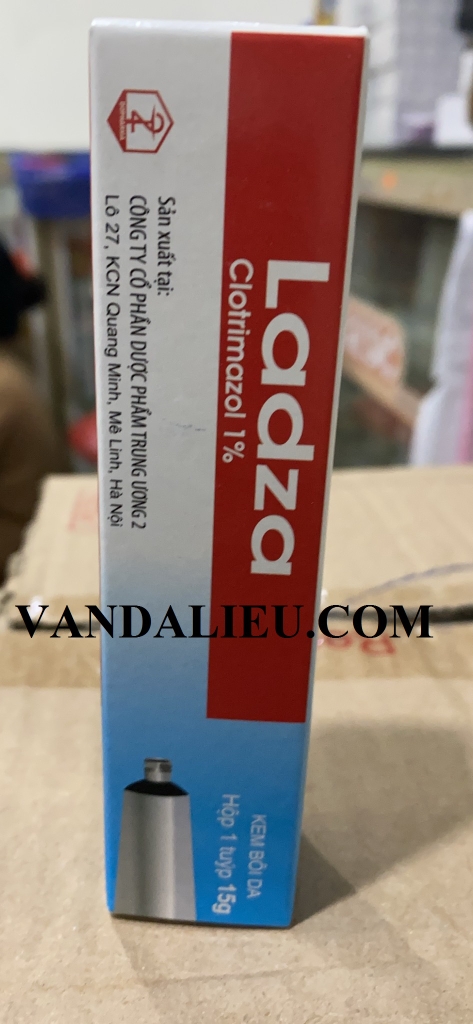 Ladza
Clotrimazol 1%
Sản xuất tại:
CÔNG TY CỔ PHẦN DƯỢC PHẨM TRUNG ƯƠNG 2
Lô 27, KCN Quang Minh, Mê Linh, Hà Nội
DOPHARMA
KEM BÔI DA
Hộp 1 tuýp 15g
VANDALIEU.COM